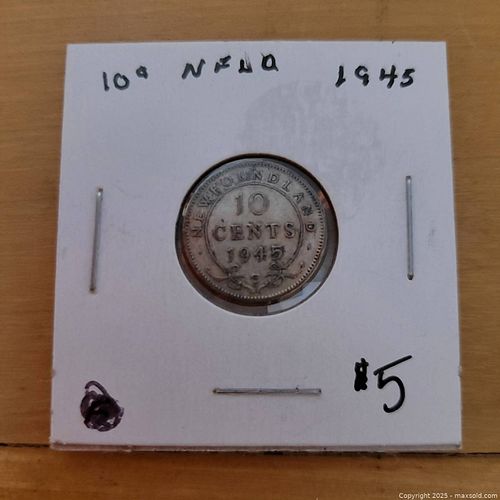 10¢ NFLD 1945
NEWFOUNDLAND
10
CENTS
1945
C
$5
Copyright 2025 - maxsold.com